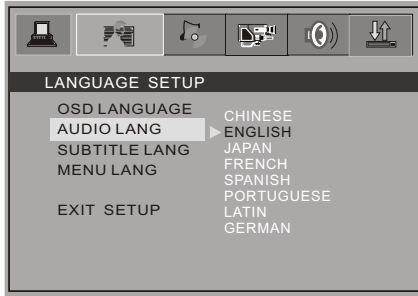 LANGUAGE SETUP
OSD LANGUAGE
AUDIO LANG
SUBTITLE LANG
MENU LANG
EXIT SETUP
CHINESE
ENGLISH
JAPAN
FRENCH
SPANISH
PORTUGUESE
LATIN
GERMAN